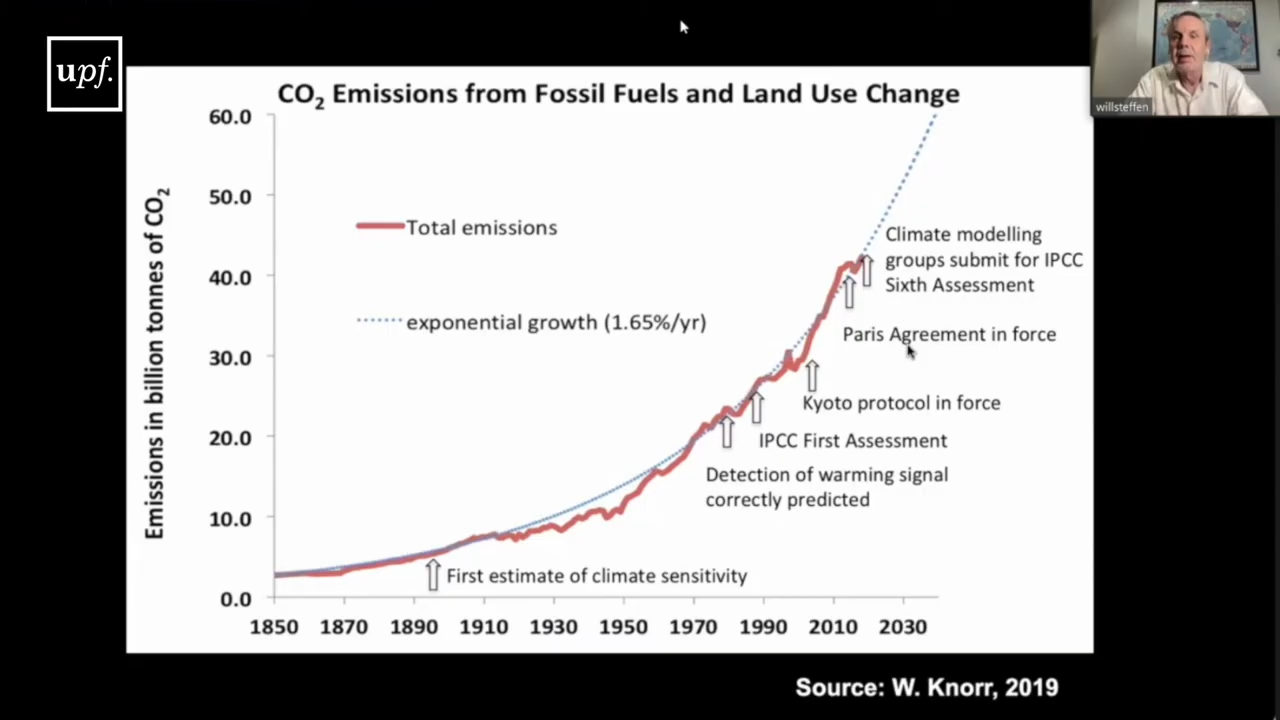 upf.
willsteffen
CO₂ Emissions from Fossil Fuels and Land Use Change
Emissions in billion tonnes of CO₂
60.0
50.0
40.0
30.0
20.0
10.0
0.0
Total emissions
exponential growth (1.65%/yr)
Climate modelling
groups submit for IPCC
Sixth Assessment
Paris Agreement in force
Kyoto protocol in force
IPCC First Assessment
Detection of warming signal
correctly predicted
First estimate of climate sensitivity
1850 1870 1890 1910 1930 1950 1970 1990 2010 2030
Source: W. Knorr, 2019